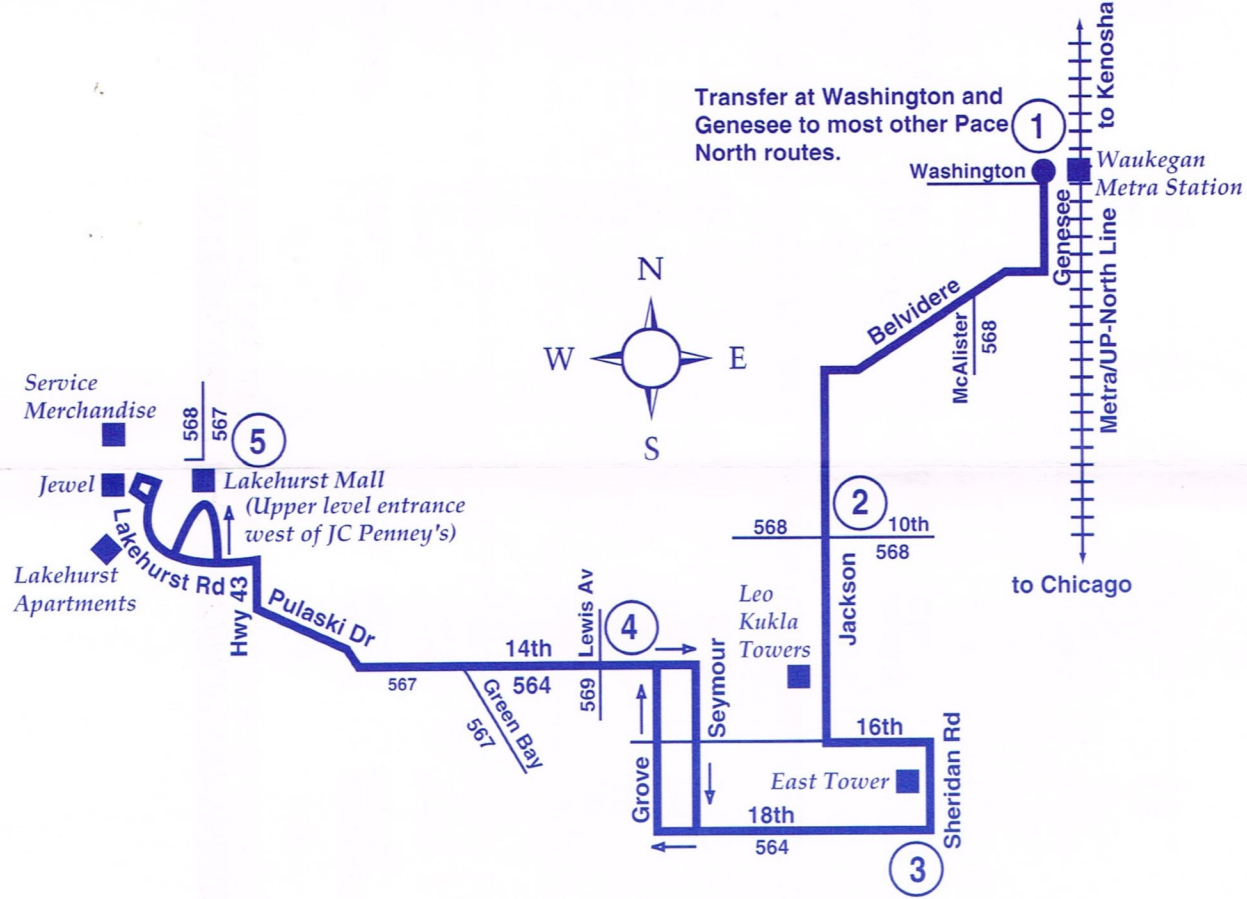 to Kenosha
Transfer at Washington and
Genesee to most other Pace
North routes.
1
Washington
Waukegan
Metra Station
Genesee
Metra/UP-North Line
Belvidere
McAlister
568
N
W
E
S
Service
Merchandise
568
567
5
Jewel
Lakehurst Mall
(Upper level entrance
west of JC Penney's)
Lakehurst Rd
Lakehurst
Apartments
Hwy 43
Pulaski Dr
2
568
10th
568
to Chicago
Jackson
Leo
Kukla
Towers
Lewis Av
4
14th
567
564
569
Green Bay
567
Seymour
Grove
16th
Sheridan Rd
East Tower
18th
564
3